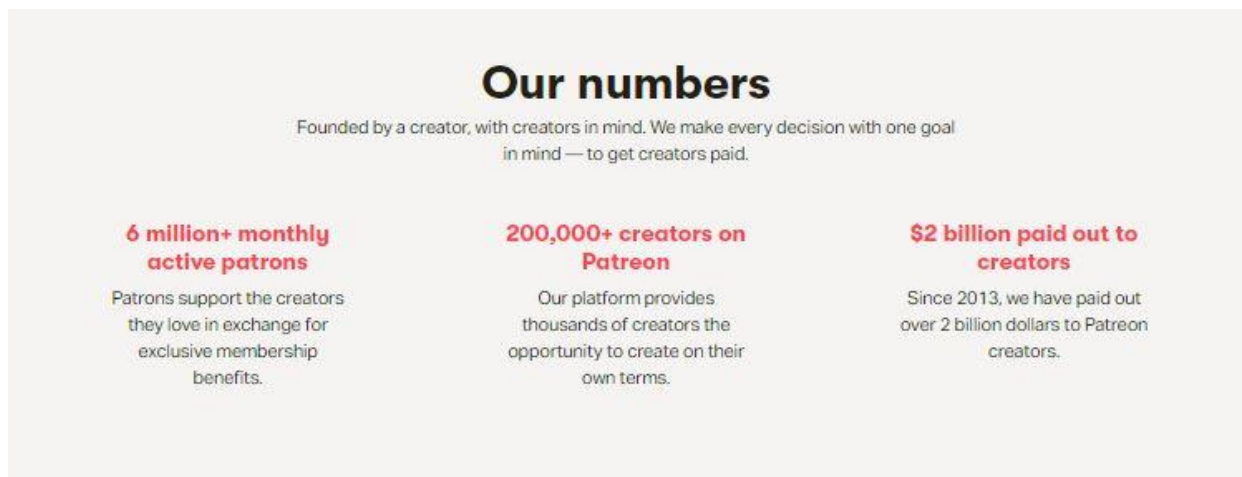 Our numbers
Founded by a creator, with creators in mind. We make every decision with one goal
in mind — to get creators paid.
6 million+ monthly
active patrons
Patrons support the creators
they love in exchange for
exclusive membership
benefits.
200,000+ creators on
Patreon
Our platform provides
thousands of creators the
opportunity to create on their
own terms.
$2 billion paid out to
creators
Since 2013, we have paid out
over 2 billion dollars to Patreon
creators.